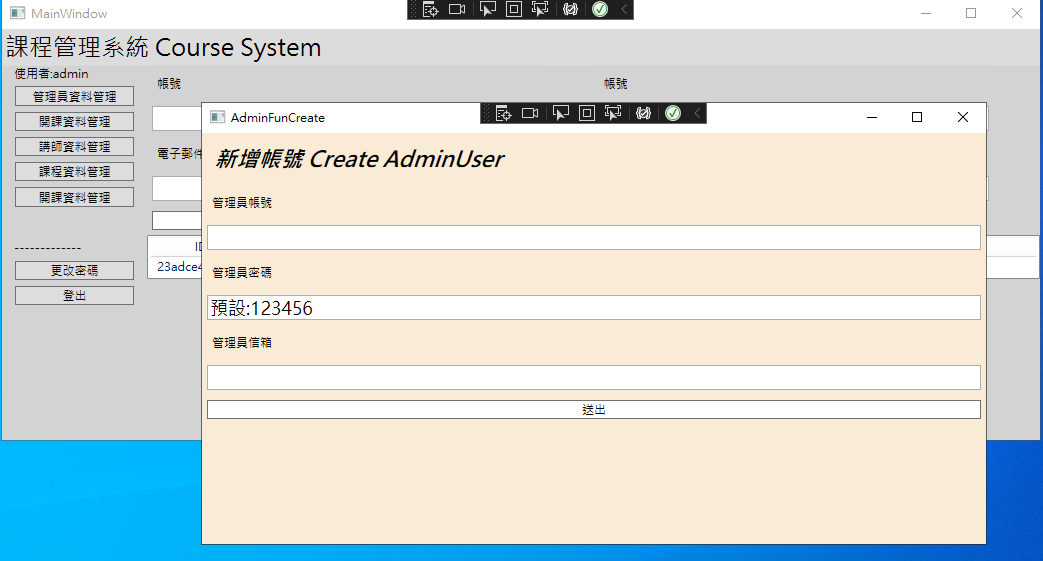 MainWindow
課程管理系統 Course System
使用者:admin
管理員資料管理
開課資料管理
講師資料管理
課程資料管理
開課資料管理
-------------
更改密碼
登出
帳號
帳號
電子郵件
23adce4
AdminFunCreate
新增帳號 Create AdminUser
管理員帳號
管理員密碼
預設:123456
管理員信箱
送出